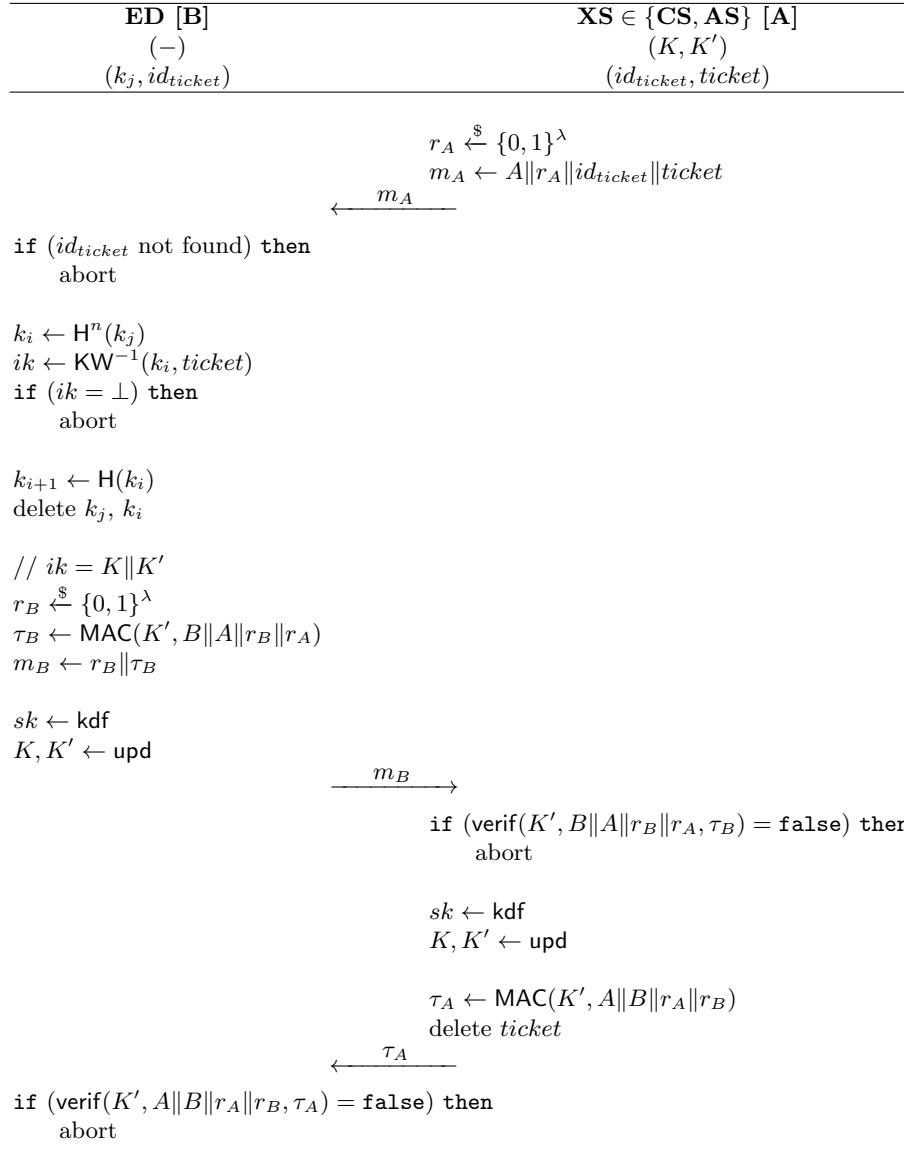 ED [B] XS ∈ {CS, AS} [A]
(−) (K, K′)
(k_j, id_ticket) (id_ticket, ticket)
r_A ←$ {0, 1}^λ
m_A ← A∥r_A∥id_ticket∥ticket
m_A
if (id_ticket not found) then
abort
k_i ← H^n(k_j)
ik ← KW^−1(k_i, ticket)
if (ik = ⊥) then
abort
k_{i+1} ← H(k_i)
delete k_j, k_i
// ik = K∥K′
r_B ←$ {0, 1}^λ
τ_B ← MAC(K′, B∥A∥r_B∥r_A)
m_B ← r_B∥τ_B
sk ← kdf
K, K′ ← upd
m_B
if (verif(K′, B∥A∥r_B∥r_A, τ_B) = false) then
abort
sk ← kdf
K, K′ ← upd
τ_A ← MAC(K′, A∥B∥r_A∥r_B)
delete ticket
τ_A
if (verif(K′, A∥B∥r_A∥r_B, τ_A) = false) then
abort